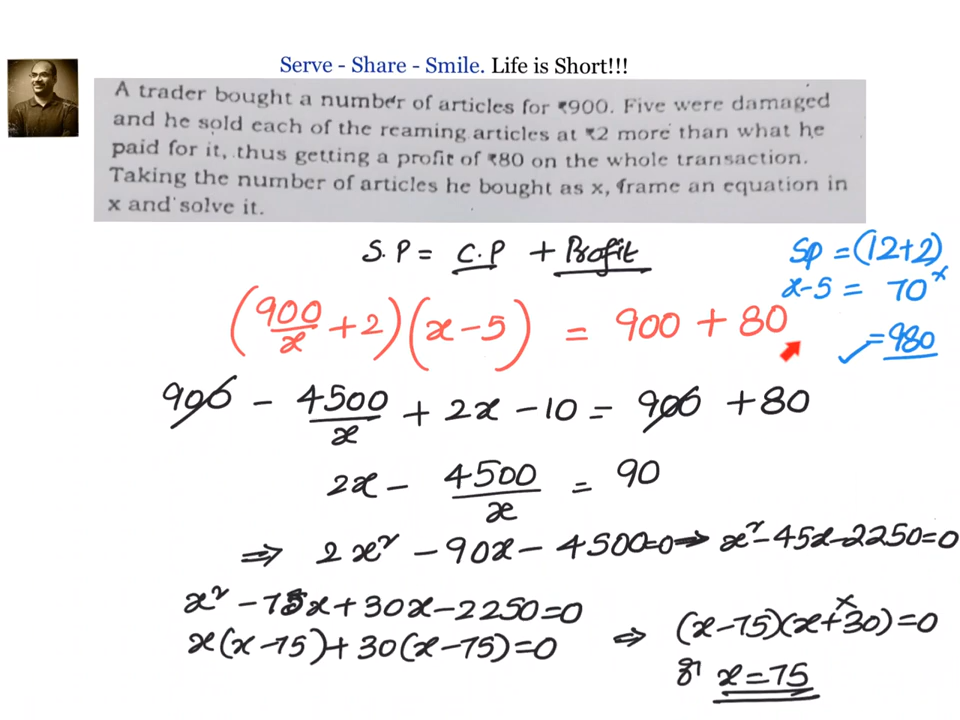 Serve - Share - Smile. Life is Short!!!
A trader bought a number of articles for ₹900. Five were damaged
and he sold each of the reaming articles at ₹2 more than what he
paid for it, thus getting a profit of ₹80 on the whole transaction.
Taking the number of articles he bought as x, frame an equation in
x and solve it.
S.P = C.P + Profit
Sp = (12+2)
x-5 = 70 x
= 980
(900/x + 2)(x - 5) = 900 + 80
900 - 4500/x + 2x - 10 = 900 + 80
2x - 4500/x = 90
⇒ 2x² - 90x - 4500=0 ⇒ x² - 45x - 2250=0
x² - 75x + 30x - 2250=0
x(x-75) + 30(x-75)=0 ⇒ (x-75)(x+30)=0
x=75